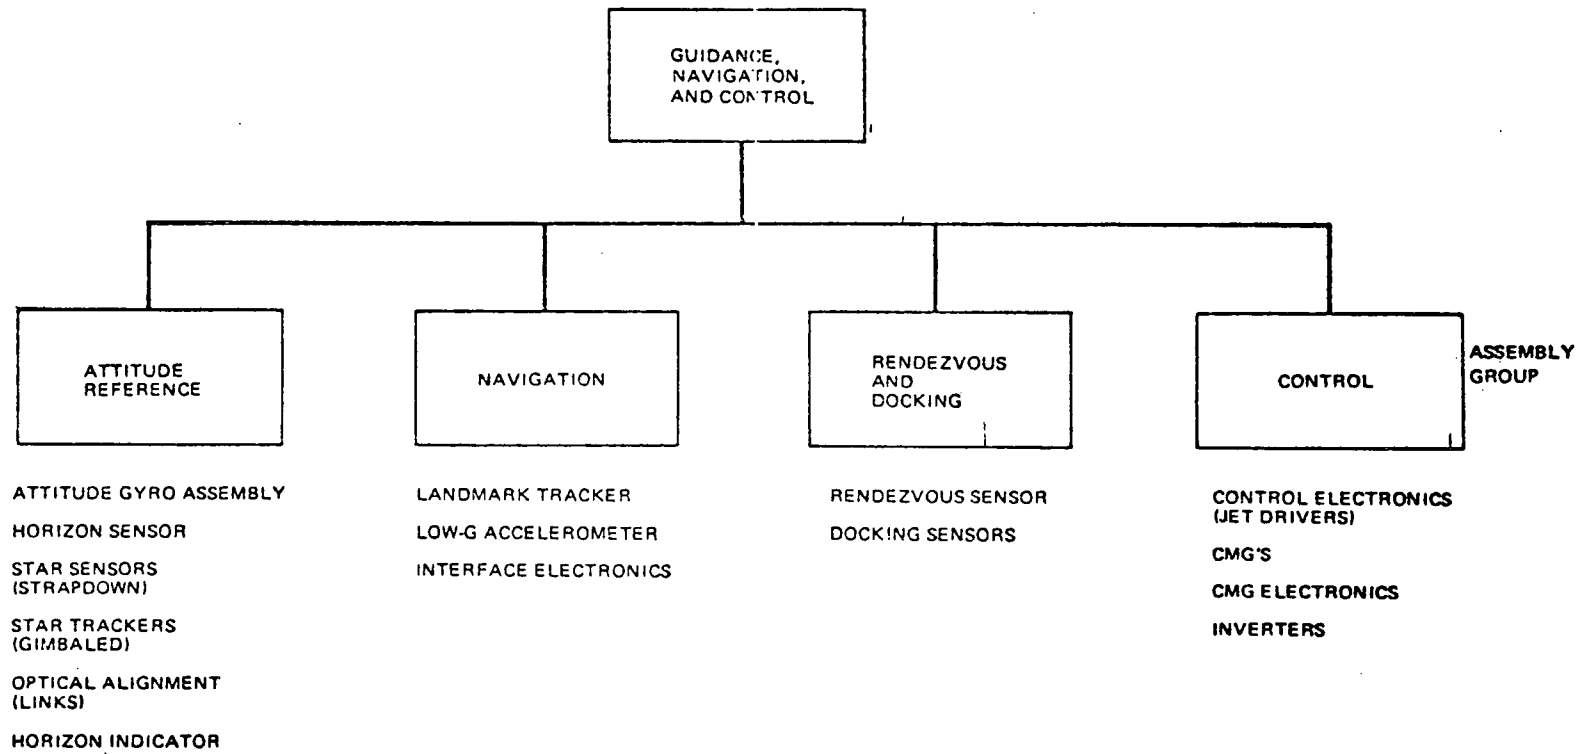 GUIDANCE,
NAVIGATION,
AND CONTROL
ATTITUDE
REFERENCE
NAVIGATION
RENDEZVOUS
AND
DOCKING
CONTROL
ASSEMBLY
GROUP
ATTITUDE GYRO ASSEMBLY
HORIZON SENSOR
STAR SENSORS
(STRAPDOWN)
STAR TRACKERS
(GIMBALED)
OPTICAL ALIGNMENT
(LINKS)
HORIZON INDICATOR
LANDMARK TRACKER
LOW-G ACCELEROMETER
INTERFACE ELECTRONICS
RENDEZVOUS SENSOR
DOCKING SENSORS
CONTROL ELECTRONICS
(JET DRIVERS)
CMG'S
CMG ELECTRONICS
INVERTERS